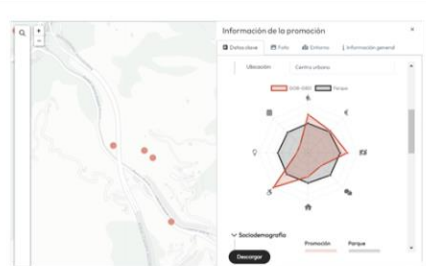 Información de la promoción
Datos clave Foto Entorno Información general
Ubicación Centro urbano
Parque
Sociodemografía
Promoción Parque
Descargar